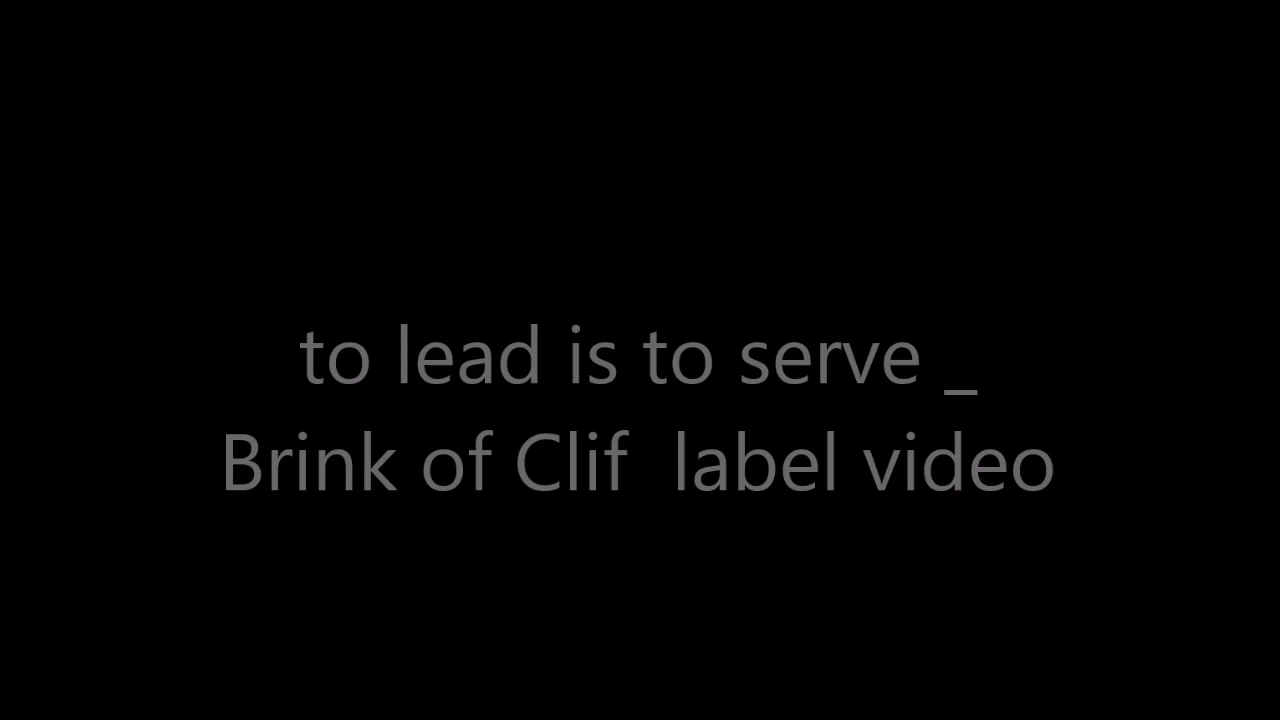 to lead is to serve _
Brink of Clif  label video